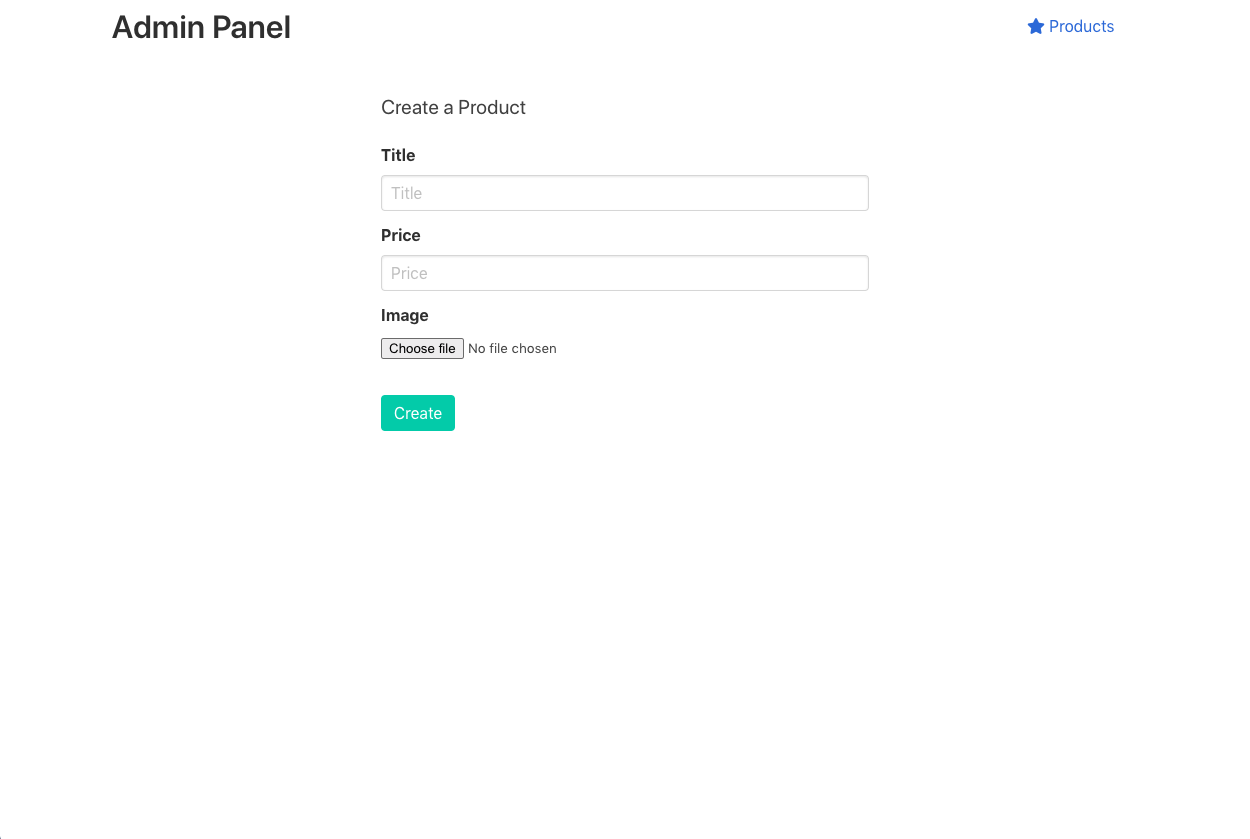 Admin Panel
Products
Create a Product
Title
Title
Price
Price
Image
Choose file No file chosen
Create